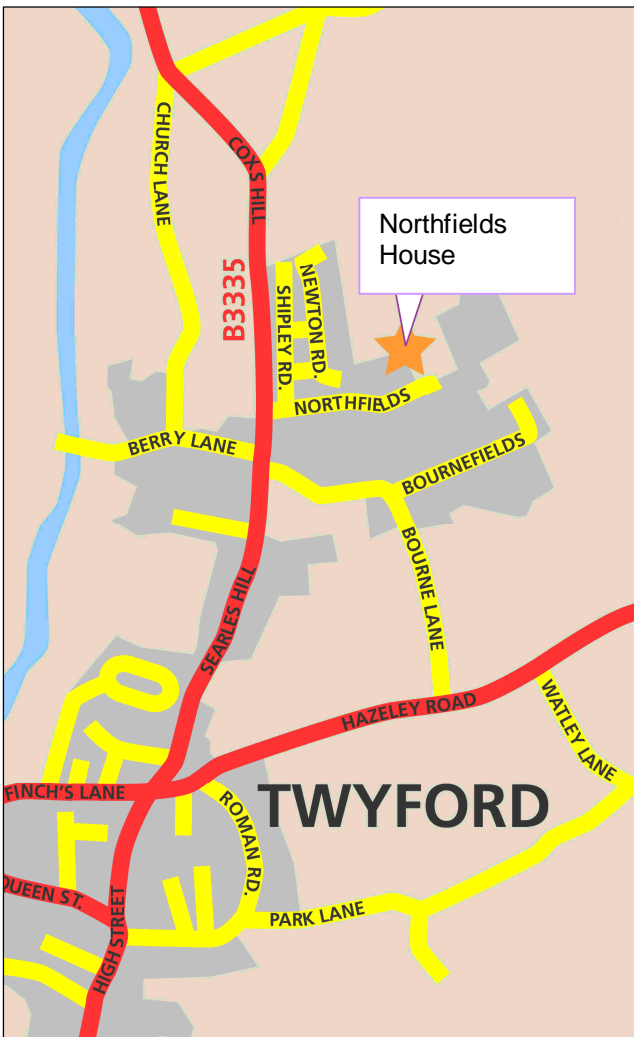 CHURCH LANE
COX'S HILL
Northfields
House
B3335
NEWTON RD.
SHIPLEY RD.
NORTHFIELDS
BERRY LANE
BOURNEFIELDS
BOURNE LANE
SEARLES HILL
HAZELEY ROAD
WATLEY LANE
FINCH'S LANE
TWYFORD
ROMAN RD.
QUEEN ST.
PARK LANE
HIGH STREET